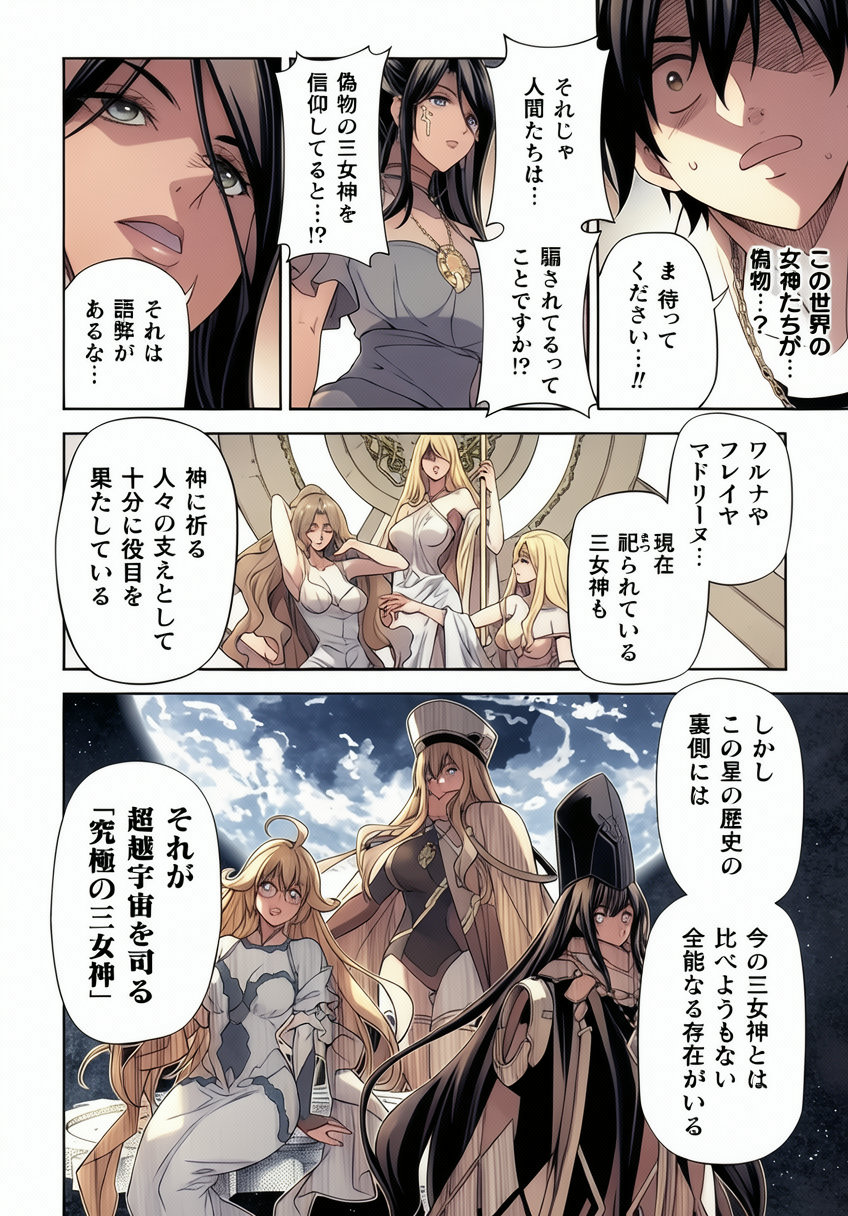 この世界の
女神たちが…
偽物…?
ま 待って
ください…!!
それじゃ
人間たちは…
騙されてるって
ことですか!?
偽物の三女神を
信仰してると…!?
それは
語弊が
あるな…
ワルナや
フレイヤ
マドリーヌ…
現在
祀られている
まつ
三女神も
神に祈る
人々の支えとして
十分に役目を
果たしている
しかし
この星の歴史の
裏側には
今の三女神とは
比べようもない
全能なる存在がいる
それが
超越宇宙を司る
「究極の三女神」